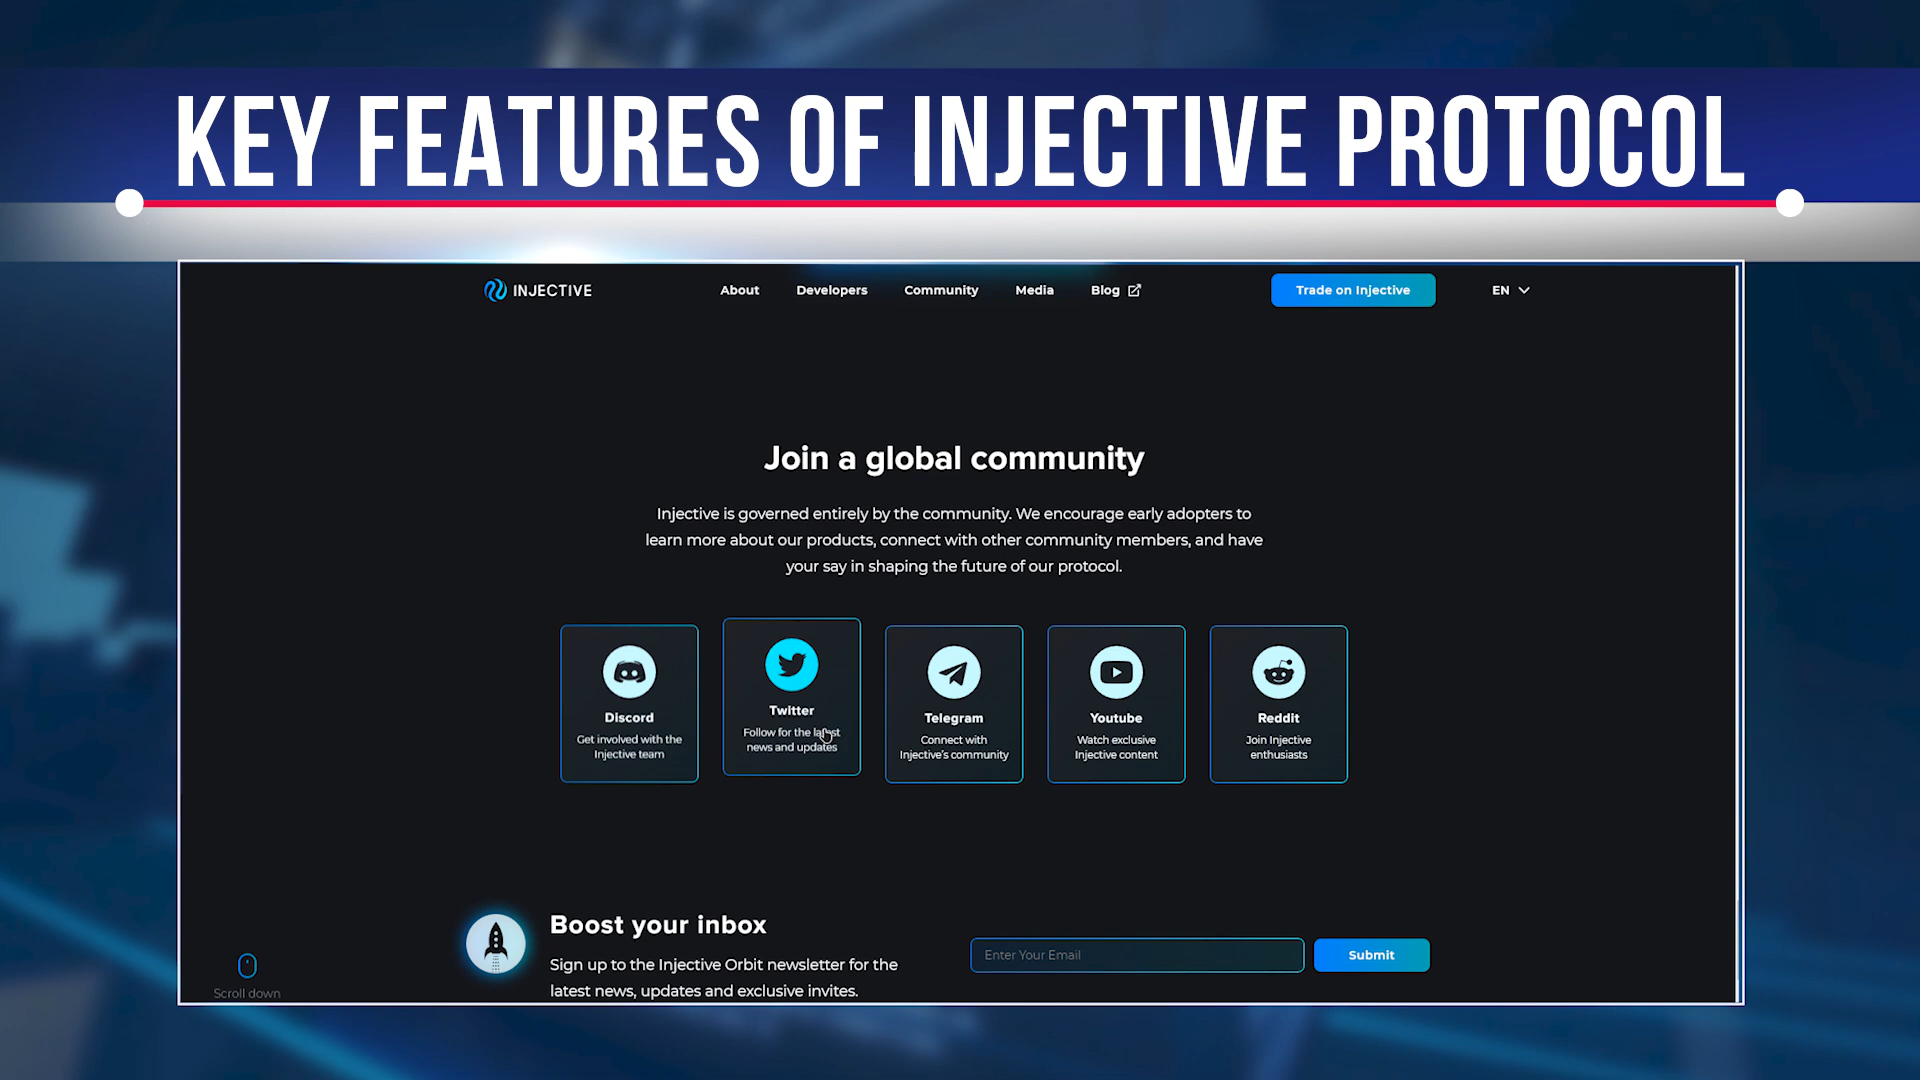 KEY FEATURES OF INJECTIVE PROTOCOL
INJECTIVE
About
Developers
Community
Media
Blog
Trade on Injective
EN
Join a global community
Injective is governed entirely by the community. We encourage early adopters to
learn more about our products, connect with other community members, and have
your say in shaping the future of our protocol.
Discord
Get involved with the
Injective team
Twitter
Follow for the latest
news and updates
Telegram
Connect with
Injective's community
Youtube
Watch exclusive
Injective content
Reddit
Join Injective
enthusiasts
Boost your inbox
Sign up to the Injective Orbit newsletter for the
latest news, updates and exclusive invites.
Enter Your Email
Submit
Scroll down